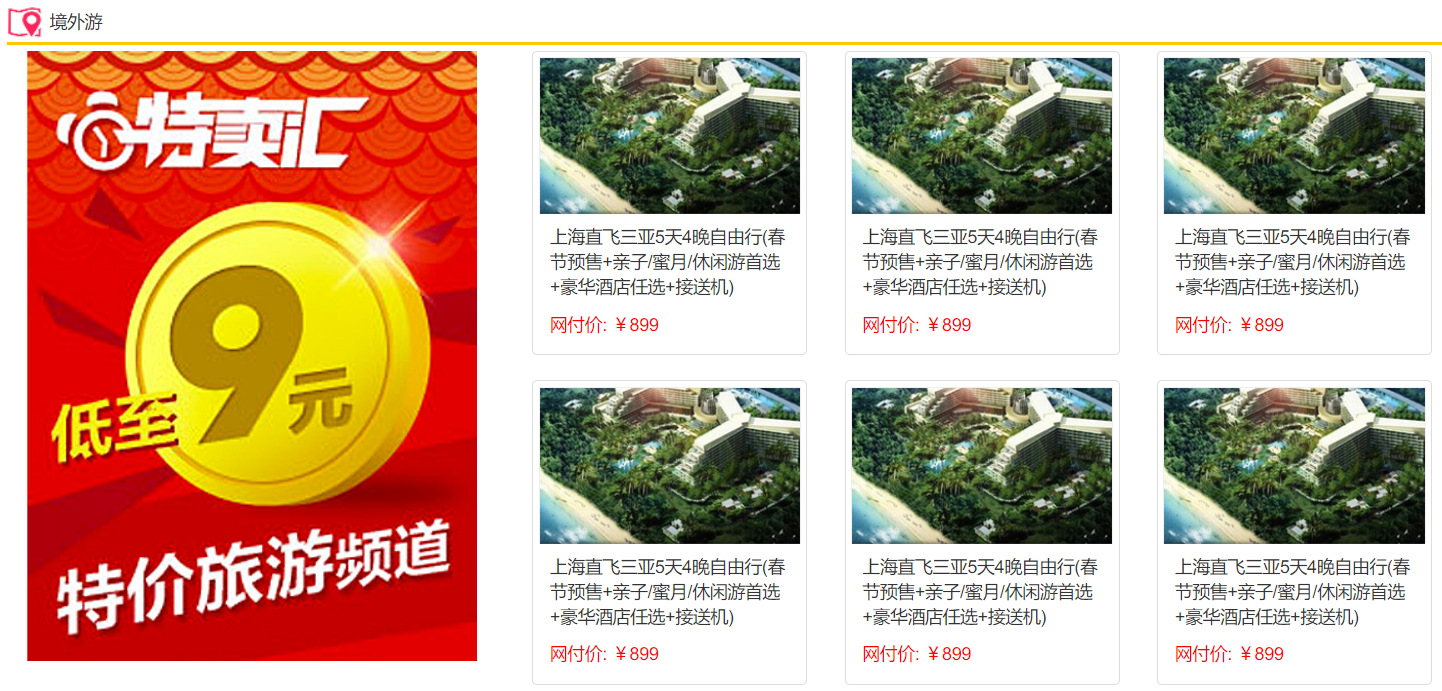 境外游
特卖汇
9元
低至
特价旅游频道
上海直飞三亚5天4晚自由行(春
节预售+亲子/蜜月/休闲游首选
+豪华酒店任选+接送机)
网付价: ￥899
上海直飞三亚5天4晚自由行(春
节预售+亲子/蜜月/休闲游首选
+豪华酒店任选+接送机)
网付价: ￥899
上海直飞三亚5天4晚自由行(春
节预售+亲子/蜜月/休闲游首选
+豪华酒店任选+接送机)
网付价: ￥899
上海直飞三亚5天4晚自由行(春
节预售+亲子/蜜月/休闲游首选
+豪华酒店任选+接送机)
网付价: ￥899
上海直飞三亚5天4晚自由行(春
节预售+亲子/蜜月/休闲游首选
+豪华酒店任选+接送机)
网付价: ￥899
上海直飞三亚5天4晚自由行(春
节预售+亲子/蜜月/休闲游首选
+豪华酒店任选+接送机)
网付价: ￥899